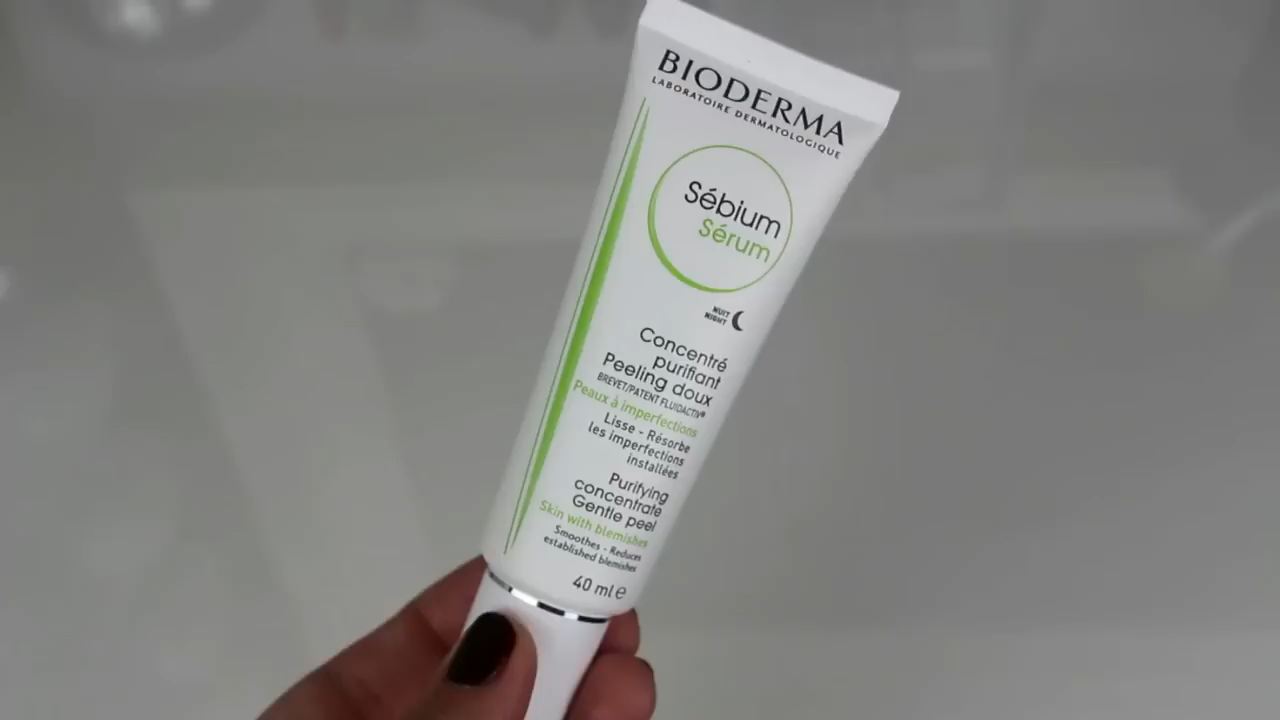 BIODERMA
LABORATOIRE DERMATOLOGIQUE
Sébium
Sérum
NUIT
NIGHT
Concentré
purifiant
Peeling doux
BREVET/PATENT FLUIDACTIV®
Peaux à imperfections
Lisse - Résorbe
les imperfections
installées
Purifying
concentrate
Gentle peel
Skin with blemishes
Smoothes - Reduces
established blemishes
40 ml e